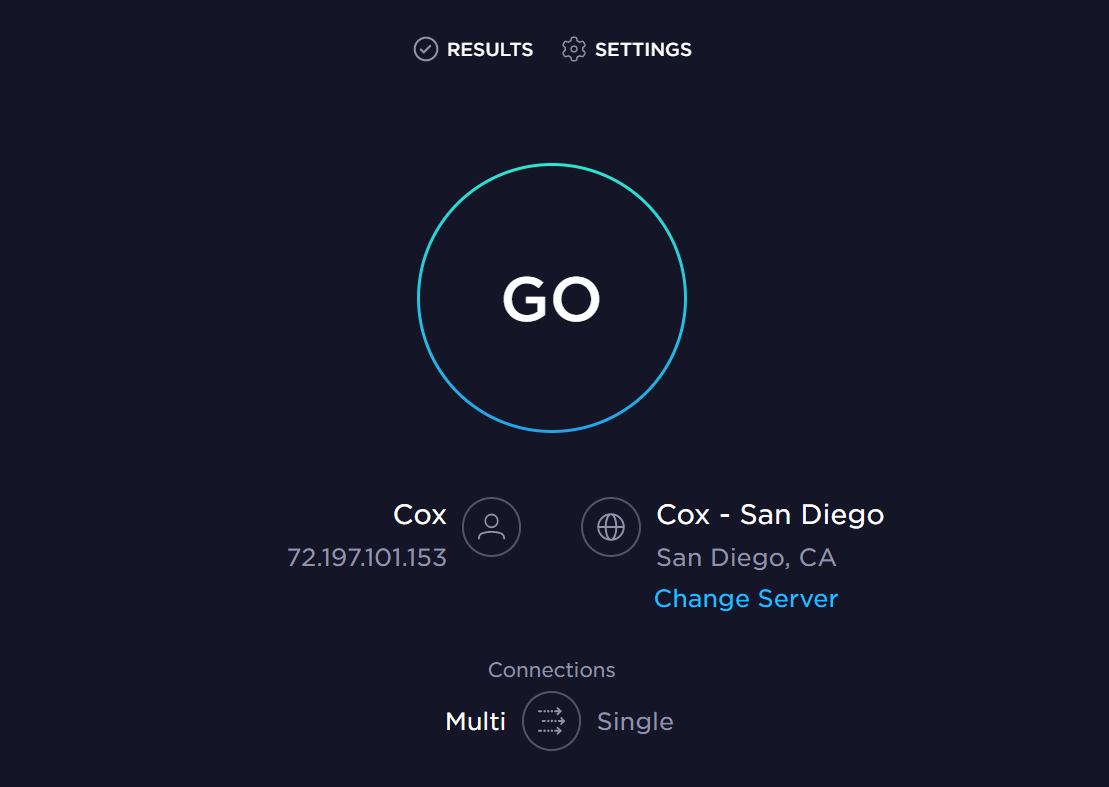 RESULTS SETTINGS
GO
Cox
72.197.101.153
Cox - San Diego
San Diego, CA
Change Server
Connections
Multi Single